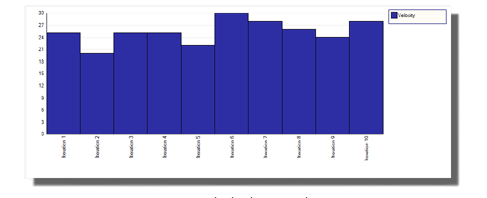 30
27
24
21
18
15
12
9
6
3
0
Iteration 1
Iteration 2
Iteration 3
Iteration 4
Iteration 5
Iteration 6
Iteration 7
Iteration 8
Iteration 9
Iteration 10
Velocity